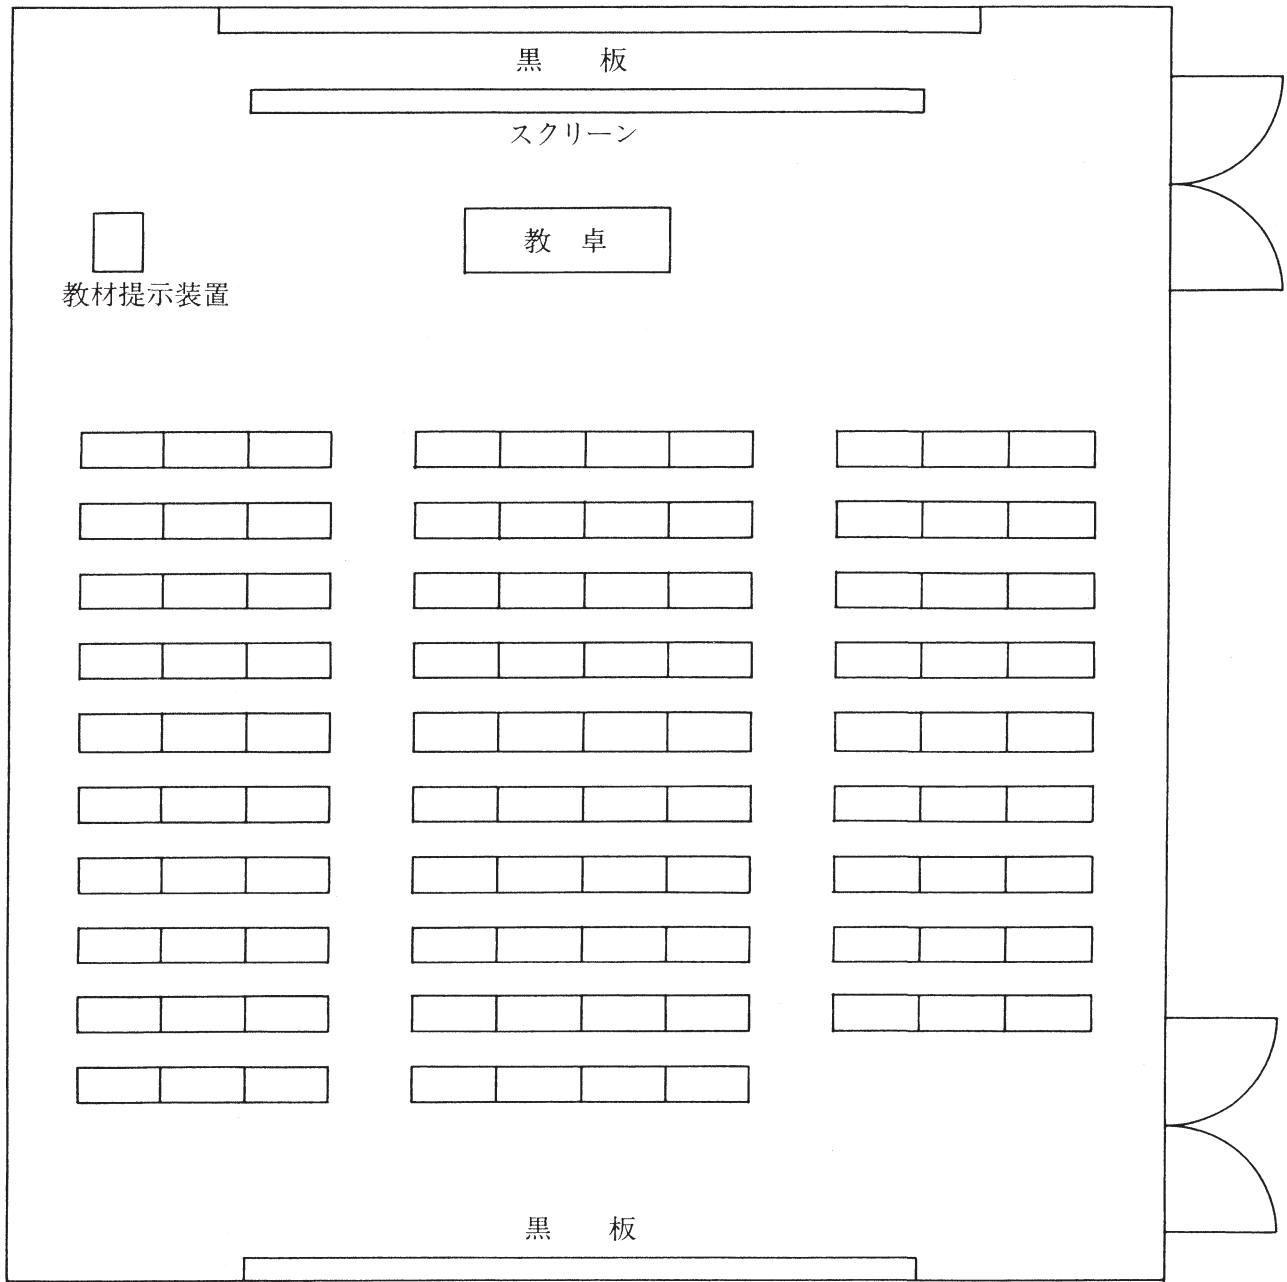 黒　板
スクリーン
教　卓
教材提示装置
黒　板